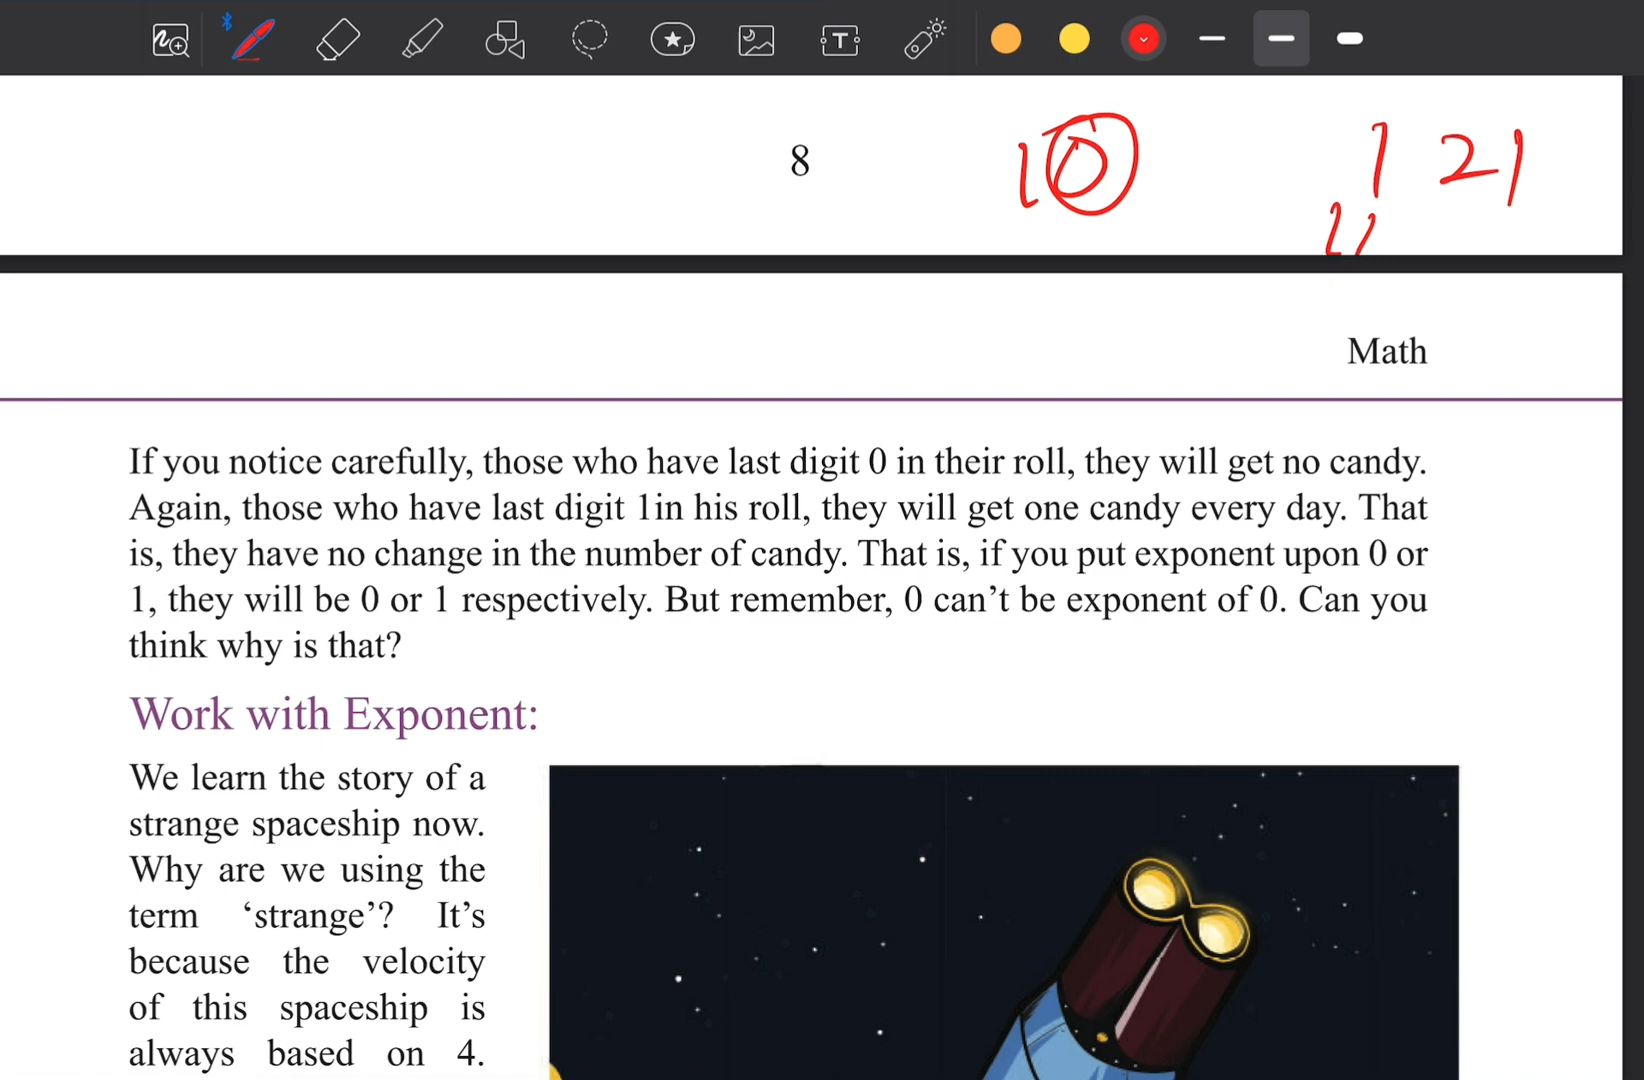 T
8 10 1 21
11
Math
If you notice carefully, those who have last digit 0 in their roll, they will get no candy.
Again, those who have last digit 1in his roll, they will get one candy every day. That
is, they have no change in the number of candy. That is, if you put exponent upon 0 or
1, they will be 0 or 1 respectively. But remember, 0 can’t be exponent of 0. Can you
think why is that?
Work with Exponent:
We learn the story of a
strange spaceship now.
Why are we using the
term ‘strange’? It’s
because the velocity
of this spaceship is
always based on 4.